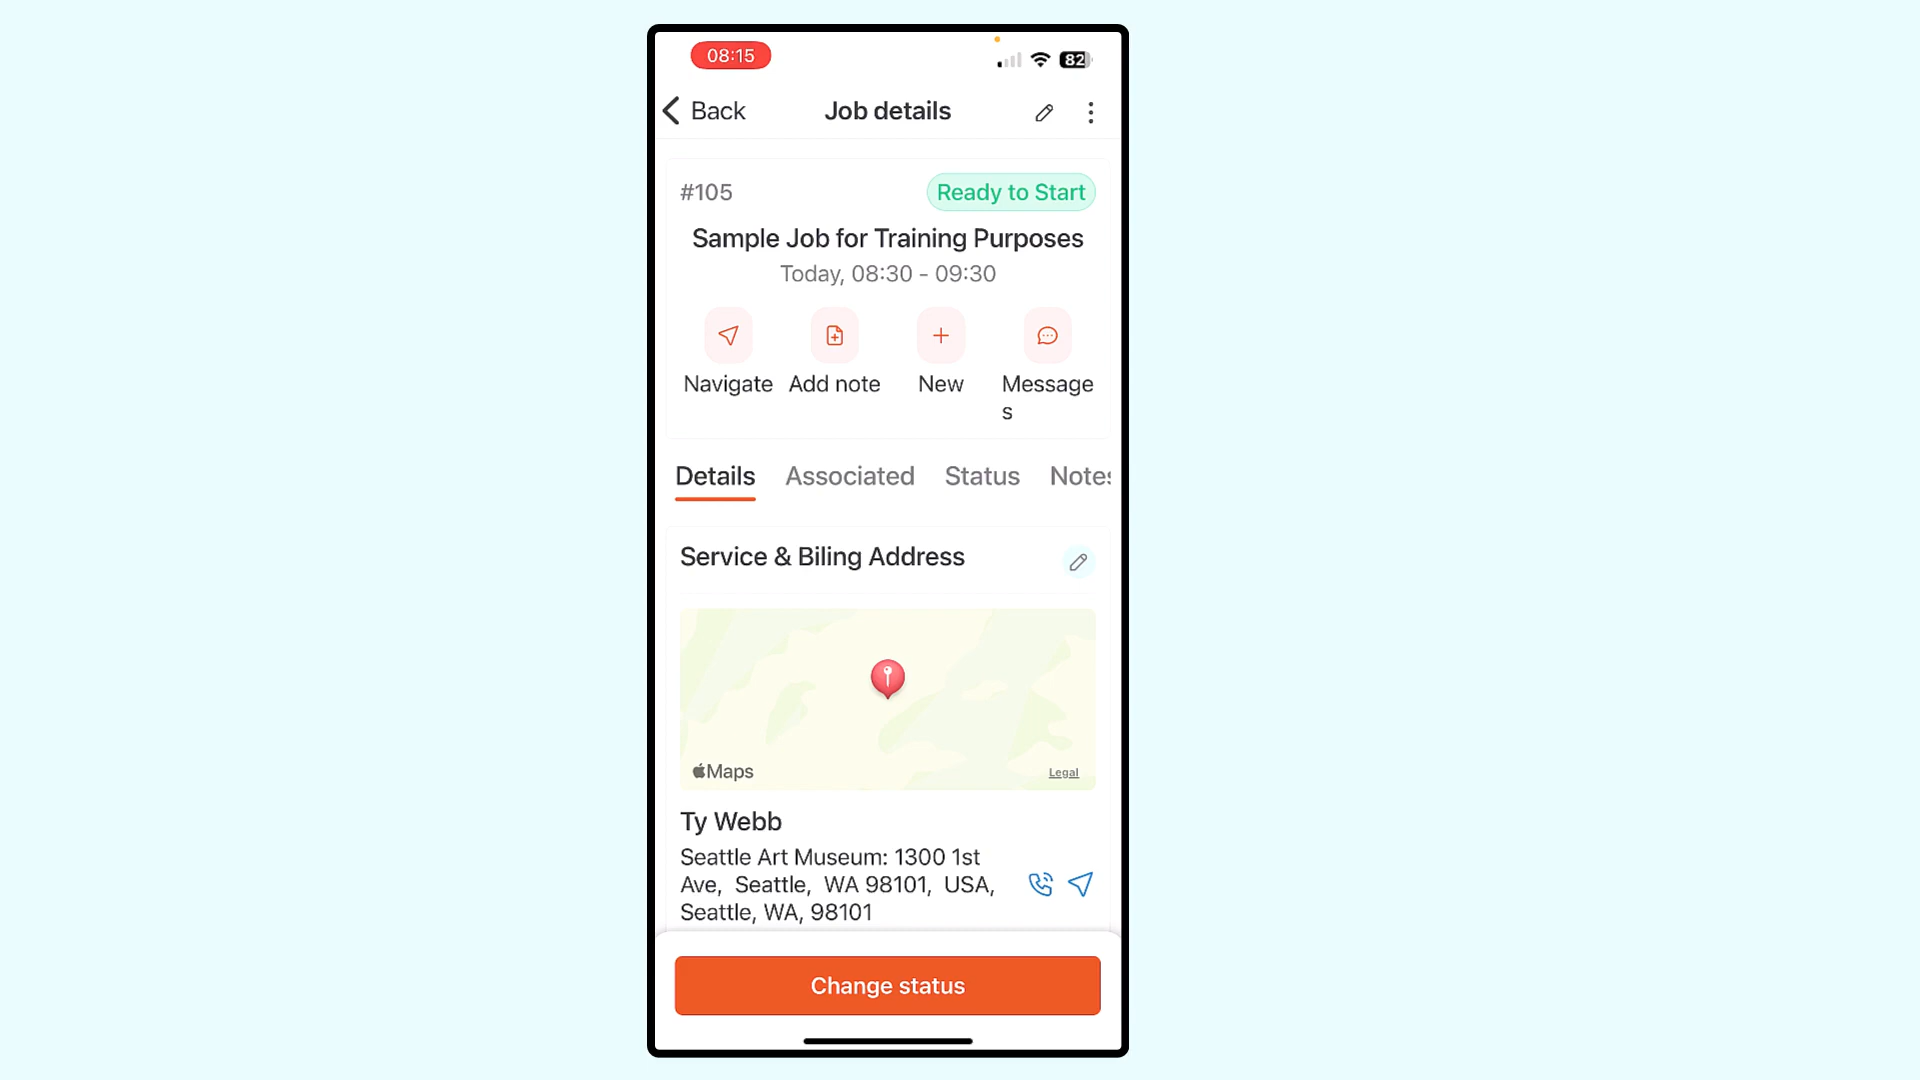 08:15
82
Back
Job details
#105
Ready to Start
Sample Job for Training Purposes
Today, 08:30 - 09:30
Navigate
Add note
New
Message
s
Details
Associated
Status
Notes
Service & Biling Address
Maps
Legal
Ty Webb
Seattle Art Museum: 1300 1st
Ave, Seattle, WA 98101, USA,
Seattle, WA, 98101
Change status